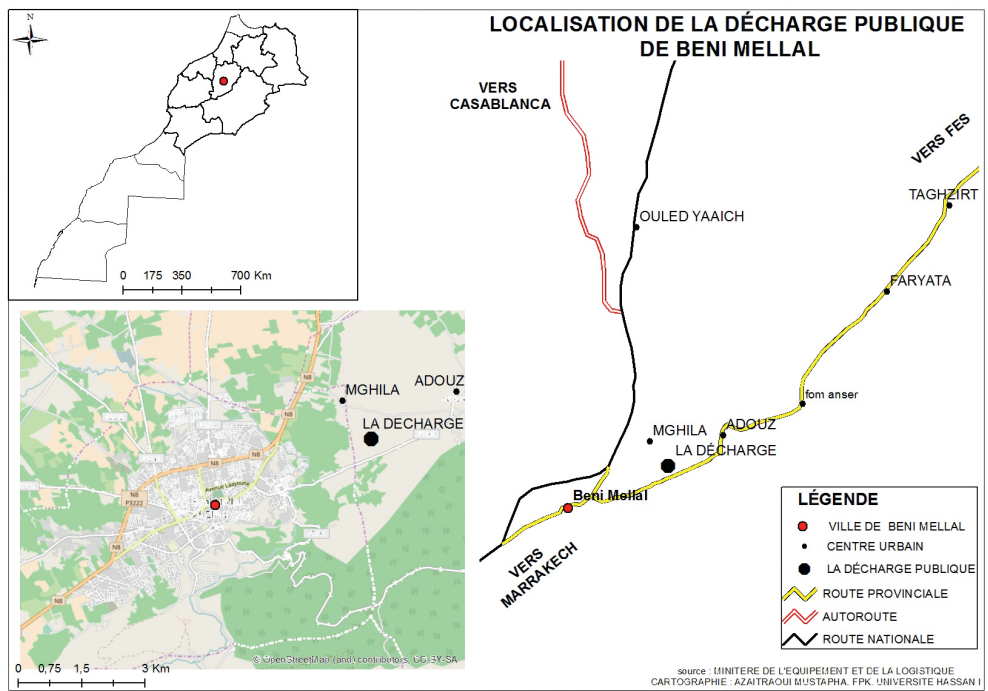 LOCALISATION DE LA DÉCHARGE PUBLIQUE
DE BENI MELLAL
N
0 175 350 700 Km
VERS
CASABLANCA
VERS FES
TAGHZIRT
OULED YAAICH
FARYATA
fom anser
ADOUZ
MGHILA
LA DÉCHARGE
Beni Mellal
VERS
MARRAKECH
N8
MGHILA
ADOUZ
N8
LA DECHARGE
N8
Avenue Laayoune
N8
P3222
N8
N8
© OpenStreetMap (and) contributors, CC-BY-SA
0 0,75 1,5 3 Km
LÉGENDE
VILLE DE BENI MELLAL
CENTRE URBAIN
LA DÉCHARGE PUBLIQUE
ROUTE PROVINCIALE
AUTOROUTE
ROUTE NATIONALE
source : MINITERE DE L'EQUIPEMENT ET DE LA LOGISTIQUE
CARTOGRAPHIE : AZAITRAOUI MUSTAPHA. FPK. UNIVERSITE HASSAN I